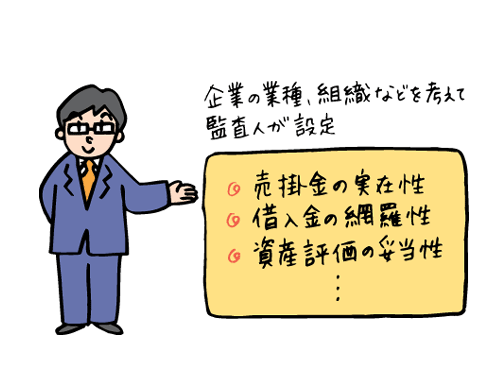 企業の業種、組織などを考えて
監査人が設定
売掛金の実在性
借入金の網羅性
資産評価の妥当性
⋮